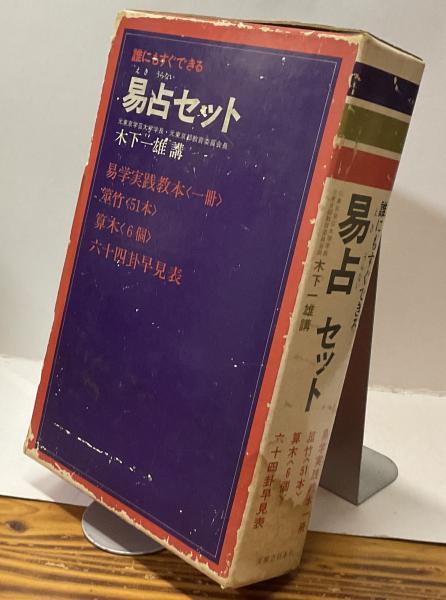 誰にもすぐできる
えき うらない
易占セット
元東京学芸大学学長・元東京都教育委員会長
木下一雄 講
易学実践教本〈一冊〉
筮竹〈51本〉
算木〈6個〉
六十四卦早見表
誰にもすぐできる
易占セット
木下一雄講
筮竹〈51本〉
算木〈6個〉
六十四卦早見表